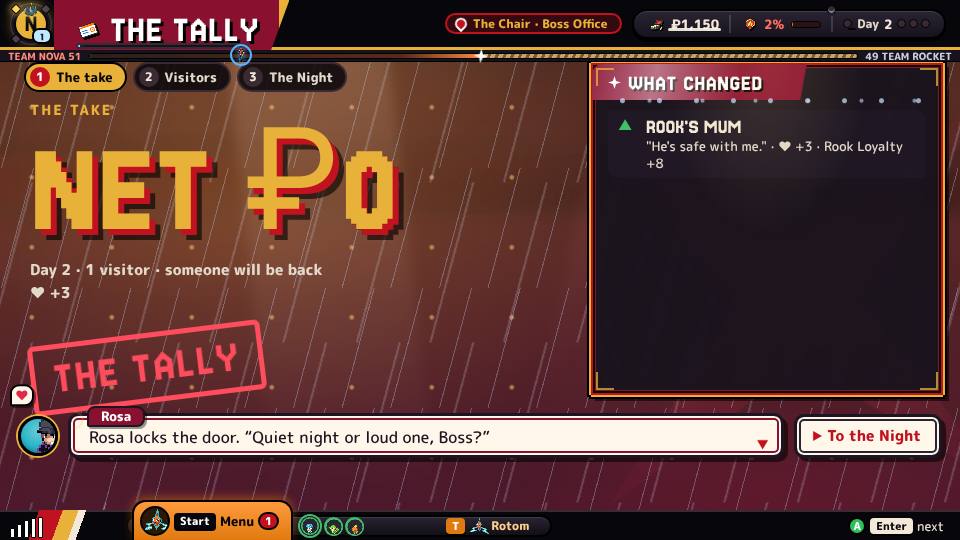 N
1
THE TALLY
The Chair · Boss Office
₽1,150
2%
Day 2
TEAM NOVA 51
49 TEAM ROCKET
1 The take
2 Visitors
3 The Night
THE TAKE
NET ₽0
Day 2 · 1 visitor · someone will be back
♥ +3
THE TALLY
WHAT CHANGED
ROOK'S MUM
"He's safe with me." · ♥ +3 · Rook Loyalty
+8
Rosa
Rosa locks the door. “Quiet night or loud one, Boss?”
To the Night
Start Menu 1
T Rotom
A Enter next